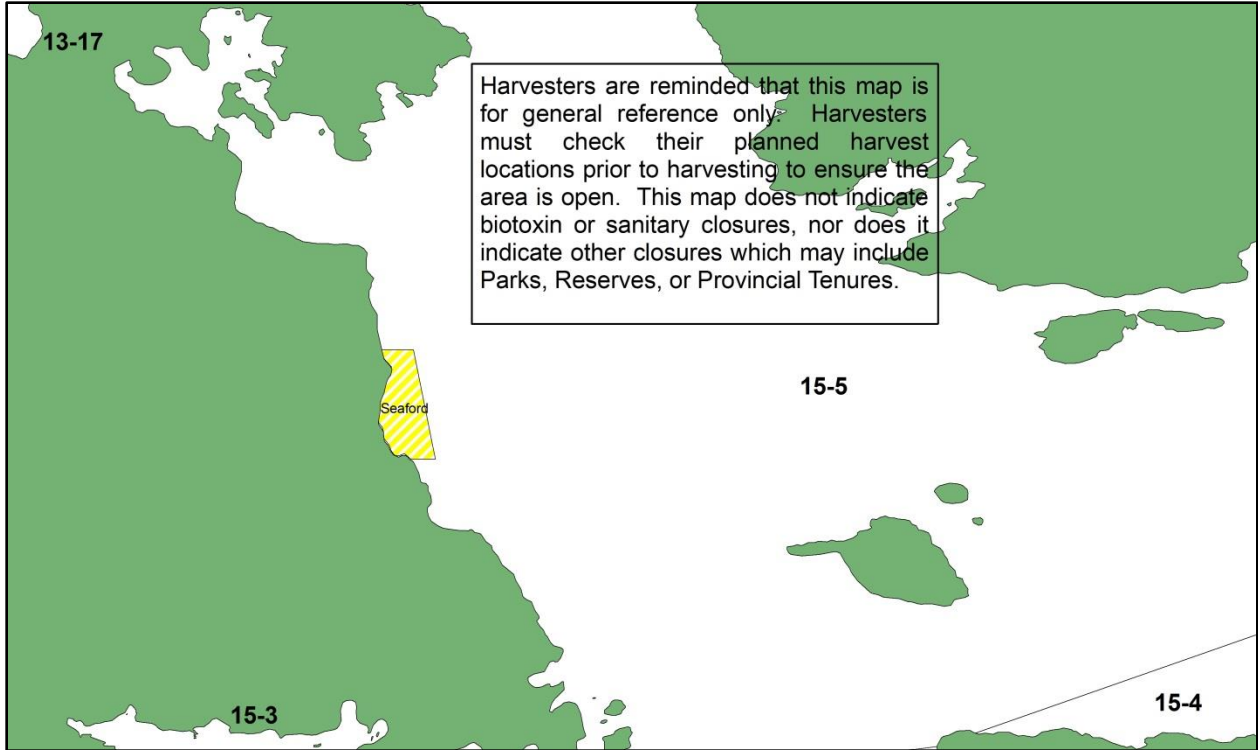 13-17
Harvesters are reminded that this map is
for general reference only. Harvesters
must check their planned harvest
locations prior to harvesting to ensure the
area is open. This map does not indicate
biotoxin or sanitary closures, nor does it
indicate other closures which may include
Parks, Reserves, or Provincial Tenures.
15-5
Seaford
15-4
15-3